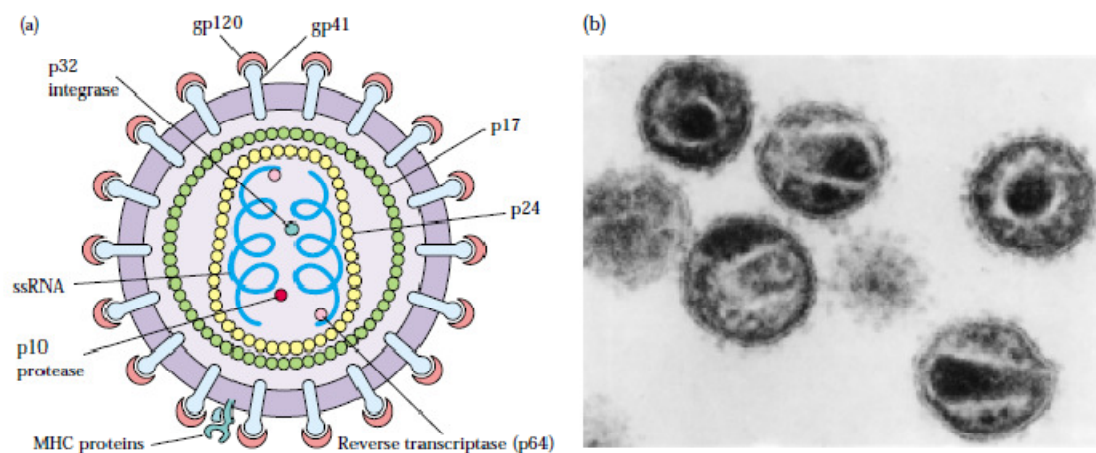 (a)
gp120
gp41
(b)
p32
integrase
p17
p24
ssRNA
p10
protease
MHC proteins
Reverse transcriptase (p64)